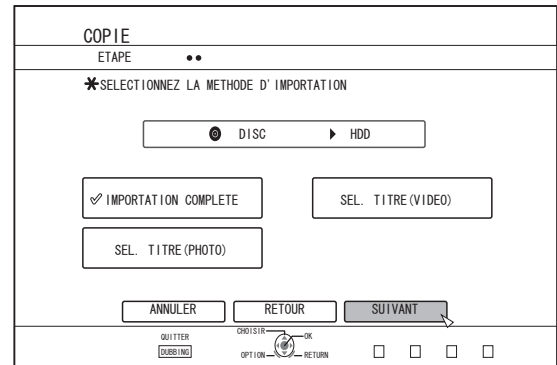 COPIE
ETAPE
SELECTIONNEZ LA METHODE D'IMPORTATION
DISC HDD
IMPORTATION COMPLETE SEL. TITRE(VIDEO)
SEL. TITRE(PHOTO)
ANNULER RETOUR SUIVANT
QUITTER CHOISIR OK
DUBBING OPTION RETURN